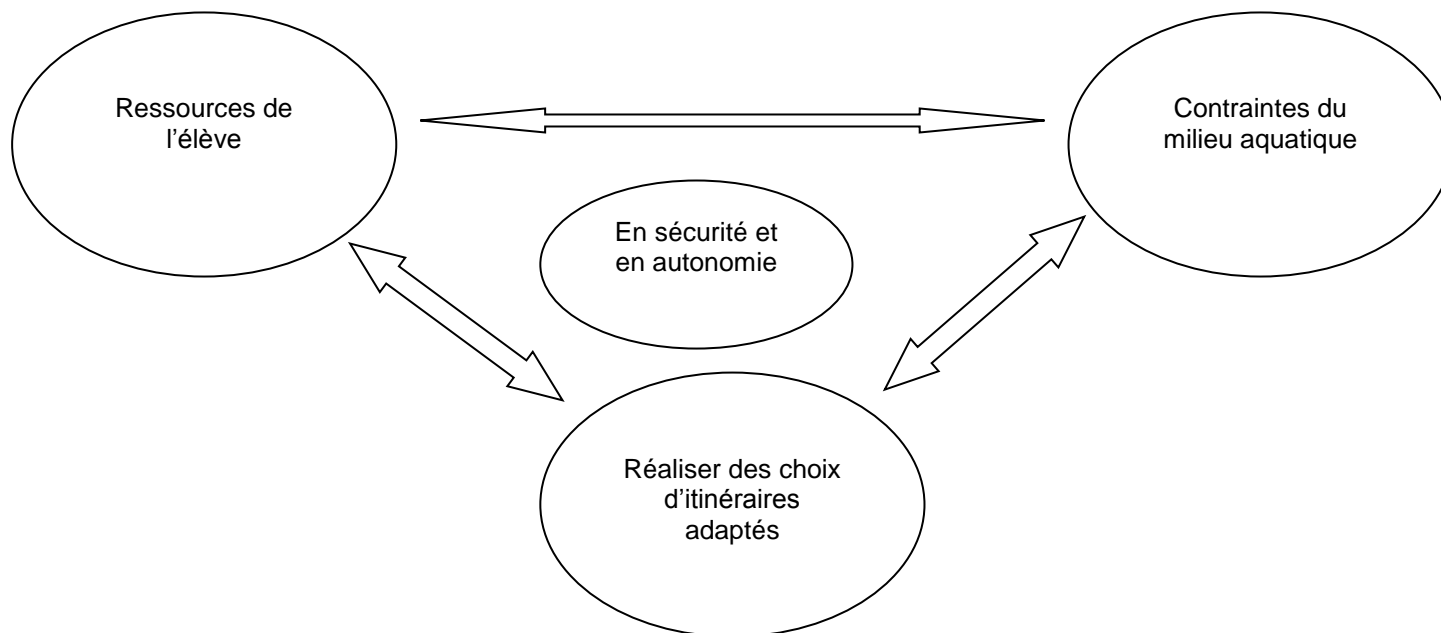 Ressources de
l’élève
Contraintes du
milieu aquatique
En sécurité et
en autonomie
Réaliser des choix
d’itinéraires
adaptés